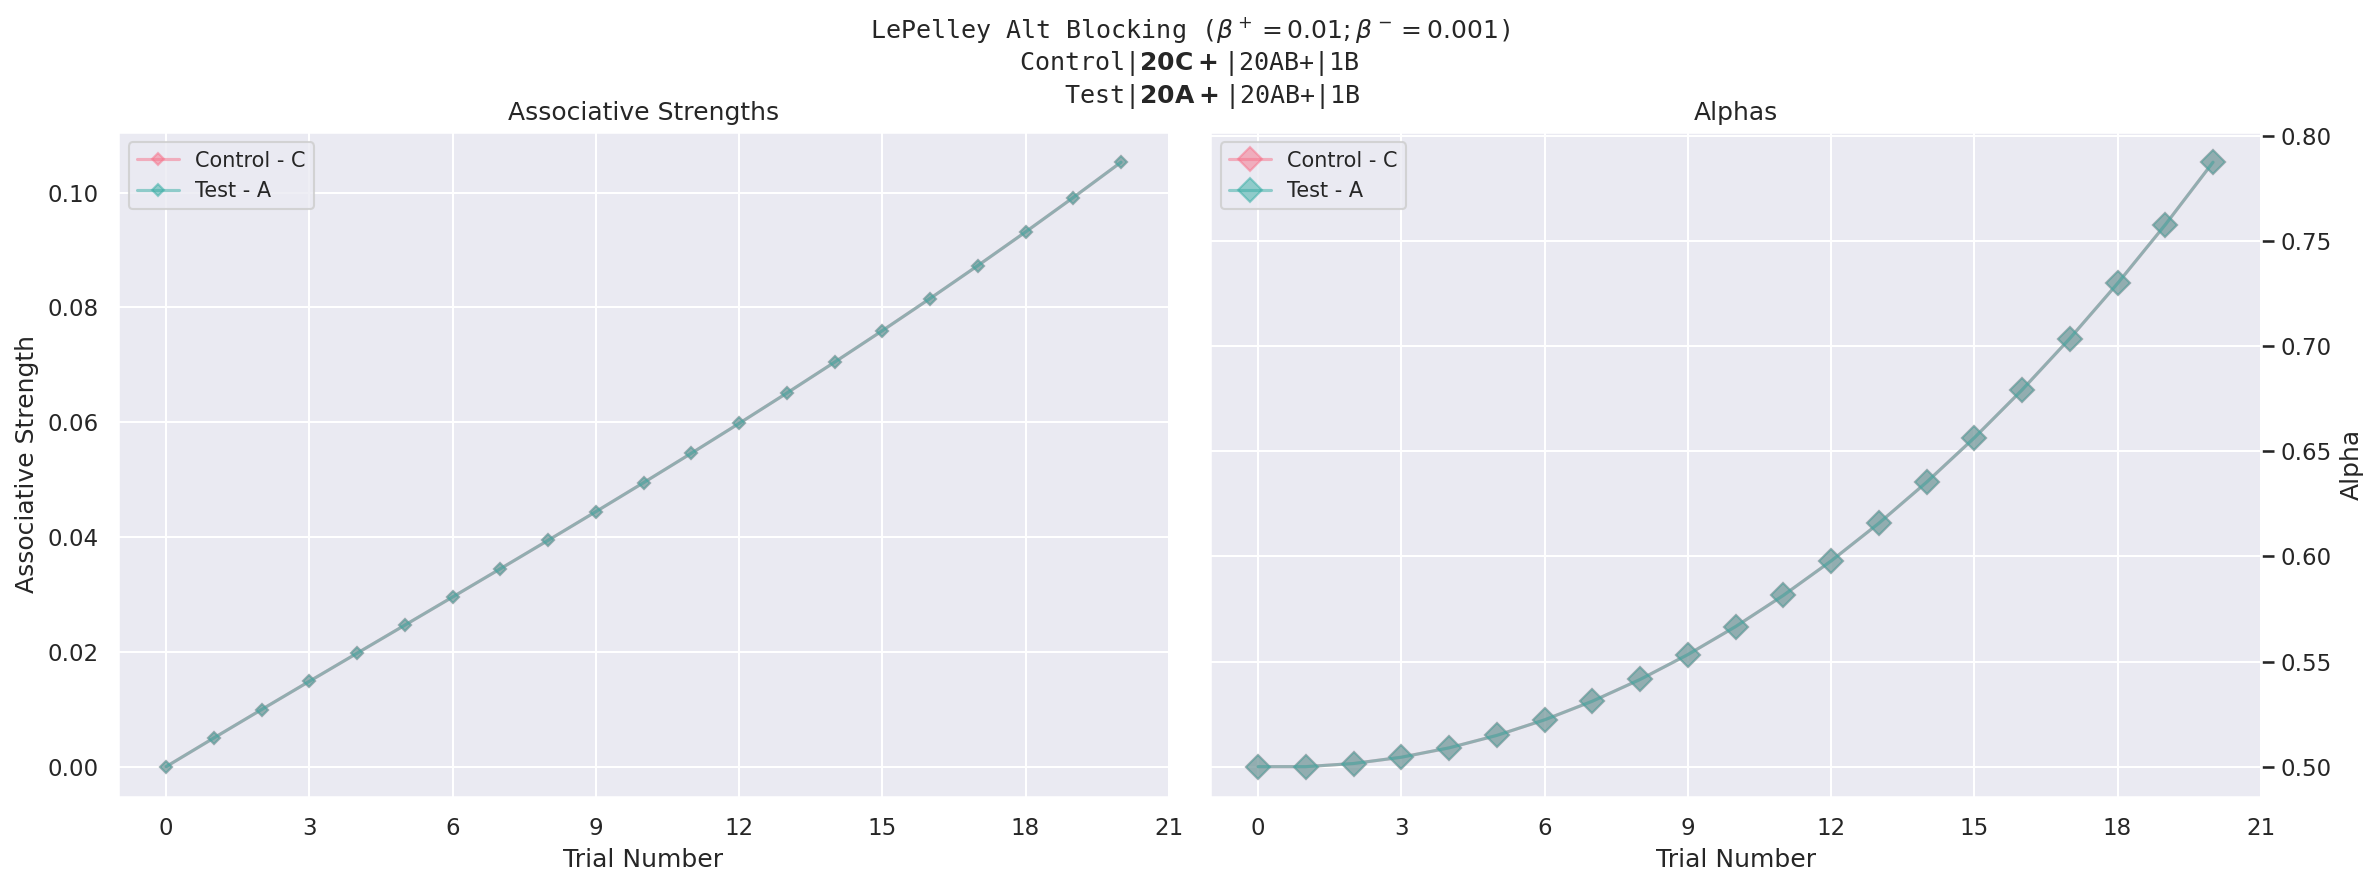 LePelley Alt Blocking (β⁺ = 0.01; β⁻ = 0.001)
Control|20C+|20AB+|1B
Test|20A+|20AB+|1B
Associative Strengths
Control - C
Test - A
0.10
0.08
0.06
0.04
0.02
0.00
Associative Strength
0 3 6 9 12 15 18 21
Trial Number
Alphas
Control - C
Test - A
0.80
0.75
0.70
0.65
0.60
0.55
0.50
Alpha
0 3 6 9 12 15 18 21
Trial Number